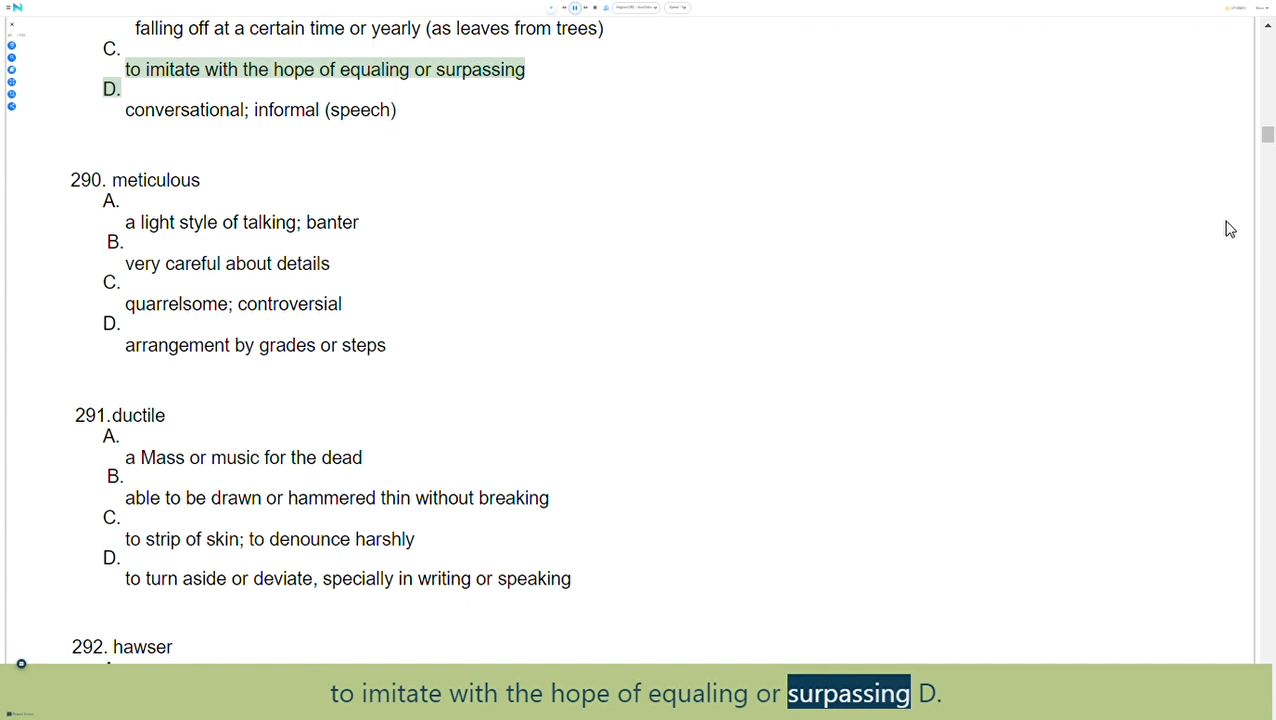 falling off at a certain time or yearly (as leaves from trees)
C.
to imitate with the hope of equaling or surpassing
D.
conversational; informal (speech)
290. meticulous
A.
a light style of talking; banter
B.
very careful about details
C.
quarrelsome; controversial
D.
arrangement by grades or steps
291.ductile
A.
a Mass or music for the dead
B.
able to be drawn or hammered thin without breaking
C.
to strip of skin; to denounce harshly
D.
to turn aside or deviate, specially in writing or speaking
292. hawser
to imitate with the hope of equaling or surpassing D.